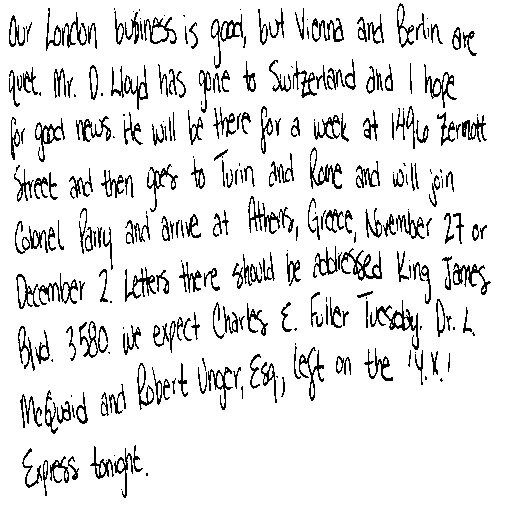 Our London business is good, but Vienna and Berlin are
quiet. Mr. D. Lloyd has gone to Switzerland and I hope
for good news. He will be there for a week at 1496 Zermott
Street and then goes to Turin and Rome and will join
Colonel Parry and arrive at Athens, Greece, November 27 or
December 2. Letters there should be addressed King James
Blvd. 3580. We expect Charles E. Fuller Tuesday. Dr. L.
McQuaid and Robert Unger, Esq., left on the 'Y.X.'
Express tonight.